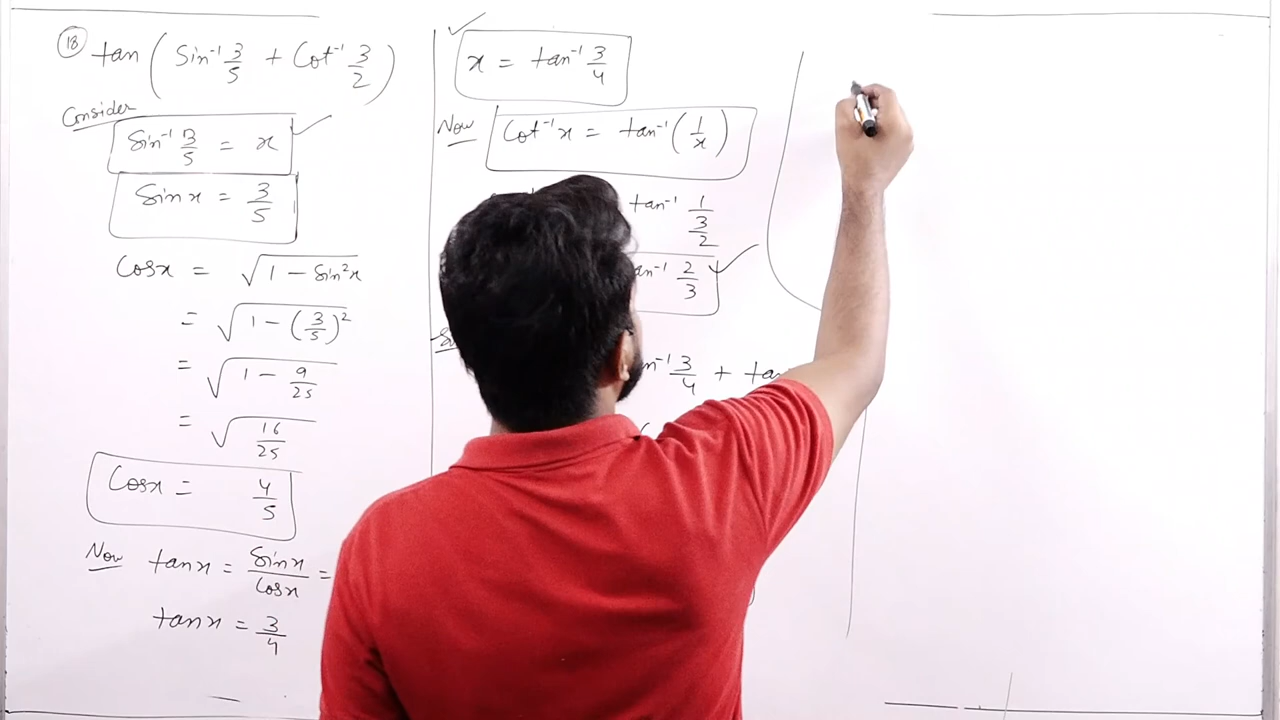 18 tan ( Sin⁻¹ 3/5 + Cot⁻¹ 3/2 )
Consider
Sin⁻¹ 3/5 = x
Sin x = 3/5
Cos x = √(1 − Sin²x)
= √(1 − (3/5)²)
= √(1 − 9/25)
= √(16/25)
Cos x = 4/5
Now tan x = Sin x / Cos x =
tan x = 3/4
x = tan⁻¹ 3/4
Now Cot⁻¹ x = tan⁻¹ (1/x)
tan⁻¹ 1/(3/2)
an⁻¹ 2/3
n⁻¹ 3/4 + ta